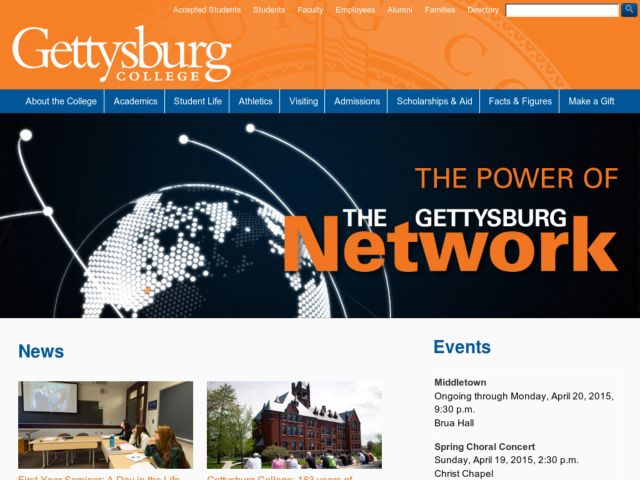 Accepted Students Students Faculty Employees Alumni Families Directory
Gettysburg
COLLEGE
About the College Academics Student Life Athletics Visiting Admissions Scholarships & Aid Facts & Figures Make a Gift
THE POWER OF
THE GETTYSBURG
Network
News
First Year Seminar: A Day in the Life
Gettysburg College: 183 years of
Events
Middletown
Ongoing through Monday, April 20, 2015,
9:30 p.m.
Brua Hall
Spring Choral Concert
Sunday, April 19, 2015, 2:30 p.m.
Christ Chapel